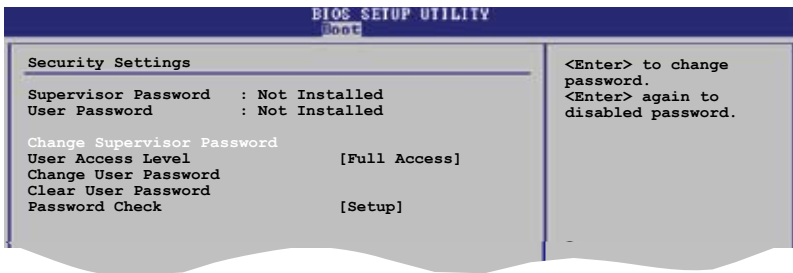 BIOS SETUP UTILITY
Boot
Security Settings
Supervisor Password : Not Installed
User Password : Not Installed
Change Supervisor Password
User Access Level [Full Access]
Change User Password
Clear User Password
Password Check [Setup]
<Enter> to change
password.
<Enter> again to
disabled password.